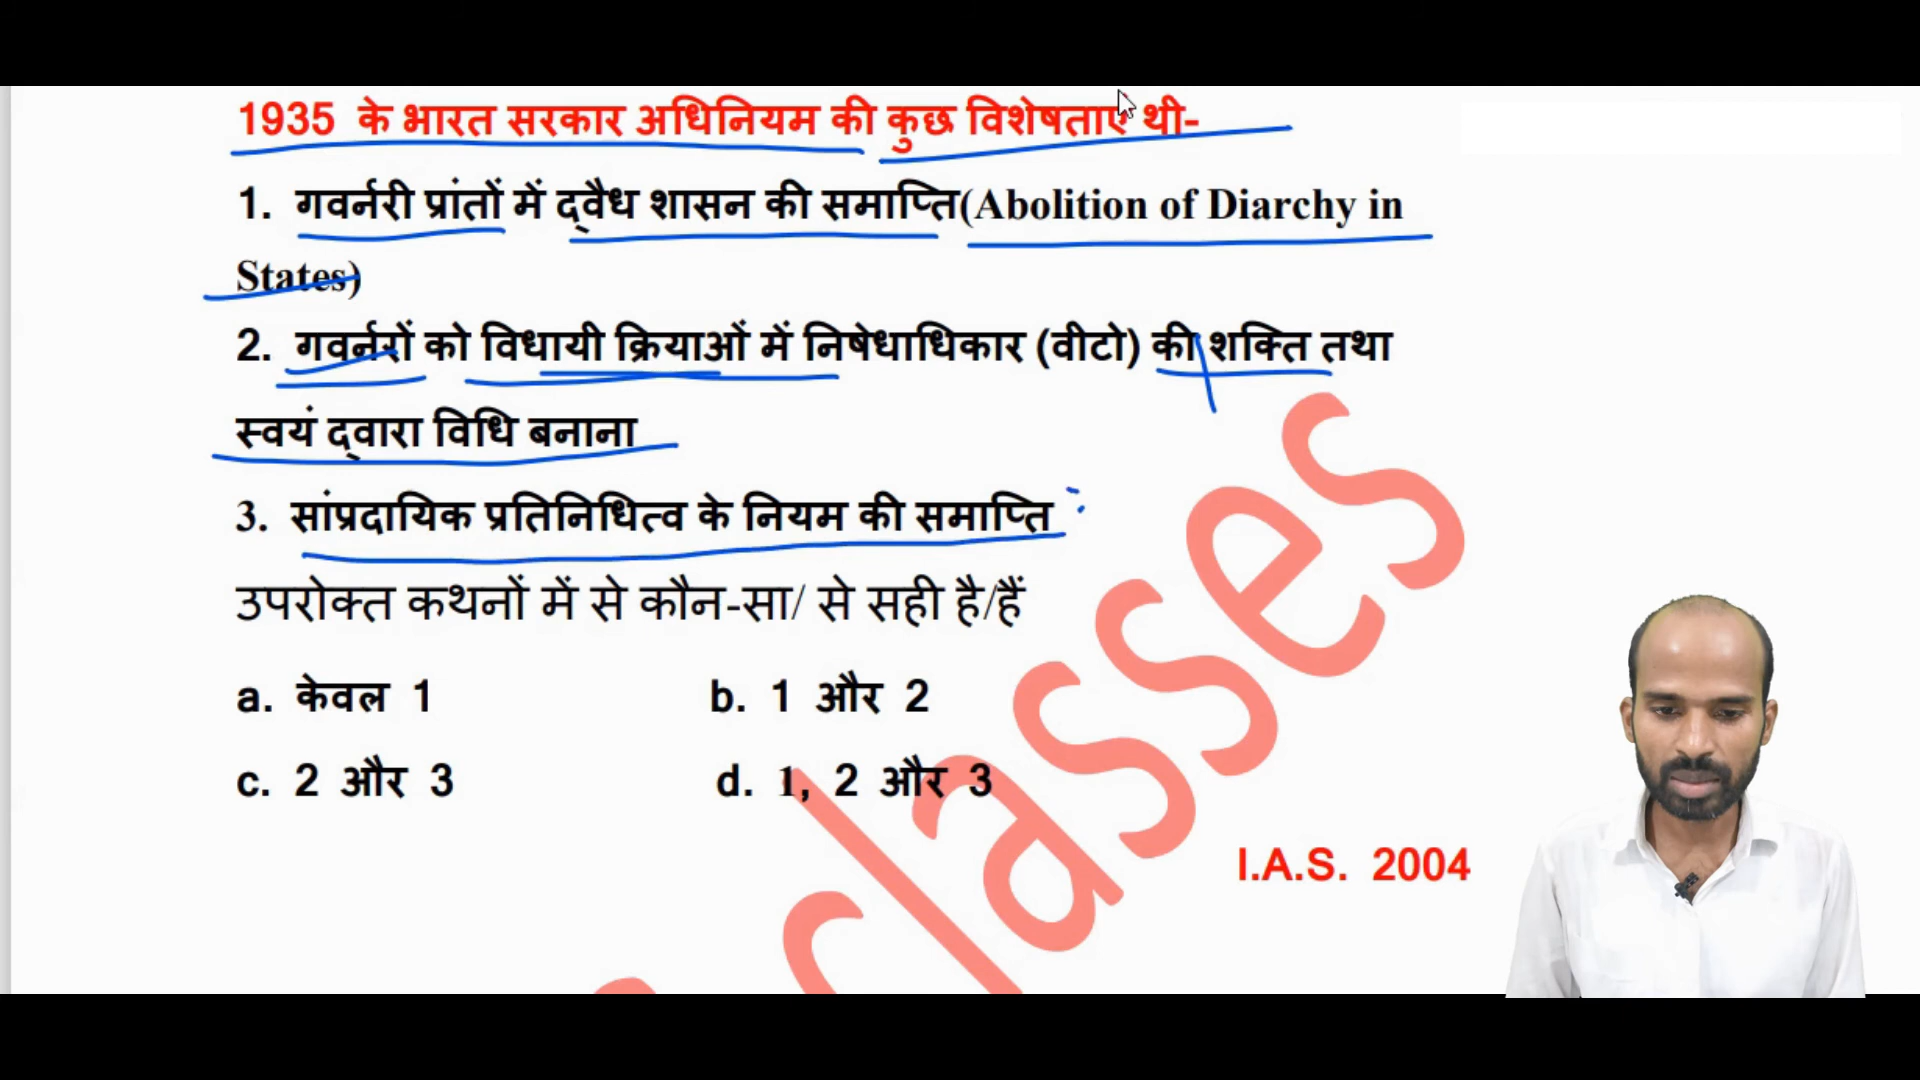 1935 के भारत सरकार अधिनियम की कुछ विशेषताएं थी-
1. गवर्नरी प्रांतों में द्वैध शासन की समाप्ति(Abolition of Diarchy in
States)
2. गवर्नरों को विधायी क्रियाओं में निषेधाधिकार (वीटो) की शक्ति तथा
स्वयं द्वारा विधि बनाना
3. सांप्रदायिक प्रतिनिधित्व के नियम की समाप्ति
उपरोक्त कथनों में से कौन-सा/ से सही है/हैं
a. केवल 1 b. 1 और 2
c. 2 और 3 d. 1, 2 और 3
I.A.S. 2004
classes